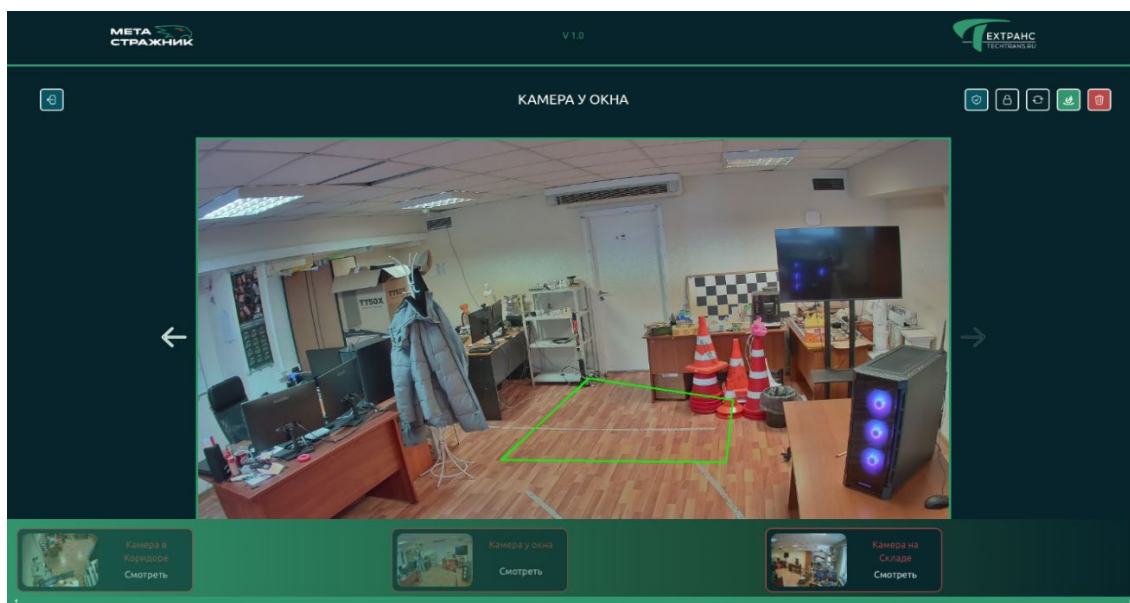 МЕТА
СТРАЖНИК
V 1.0
ТЕХТРАНС
TECHTRANS.RU
КАМЕРА У ОКНА
T750X
Камера в
Коридоре
Смотреть
Камера у окна
Смотреть
Камера на
Складе
Смотреть